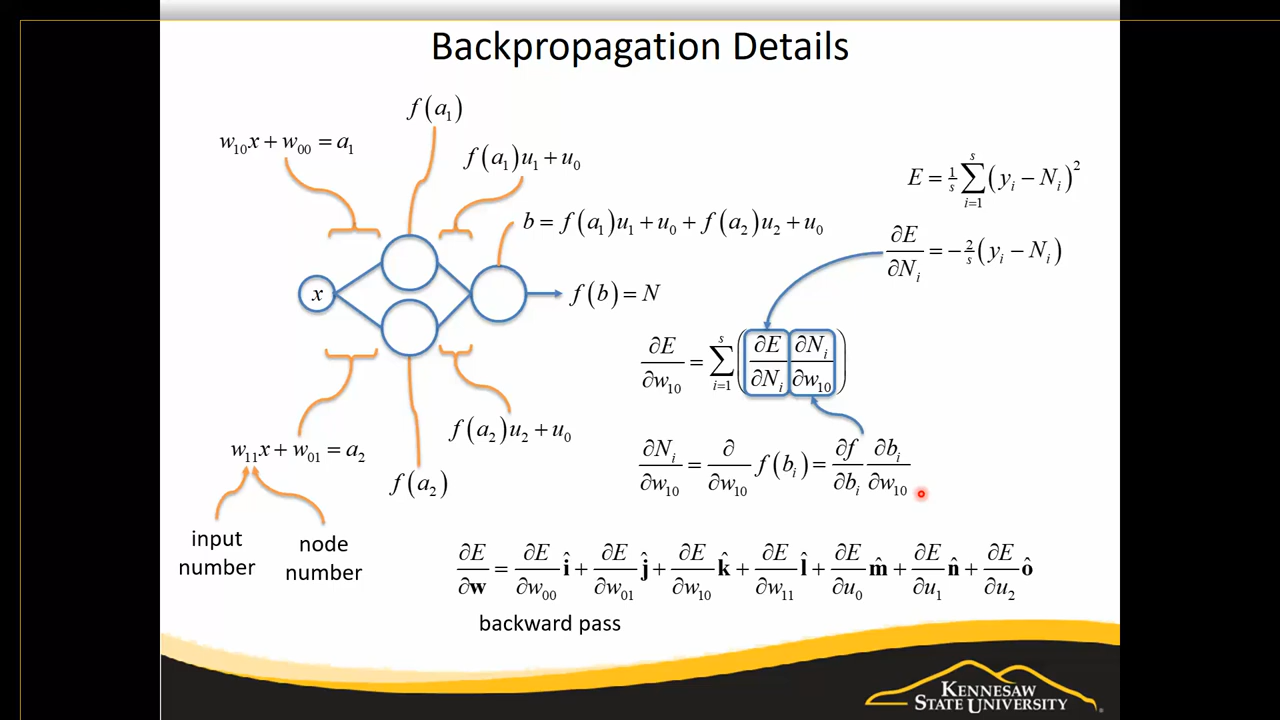 Backpropagation Details
f(a₁)
w₁₀x + w₀₀ = a₁
f(a₁)u₁ + u₀
E = 1/s ∑ᵢ₌₁ˢ (yᵢ − Nᵢ)²
b = f(a₁)u₁ + u₀ + f(a₂)u₂ + u₀
∂E/∂Nᵢ = −2/s (yᵢ − Nᵢ)
x
f(b) = N
∂E/∂w₁₀ = ∑ᵢ₌₁ˢ (∂E/∂Nᵢ ∂Nᵢ/∂w₁₀)
f(a₂)u₂ + u₀
w₁₁x + w₀₁ = a₂
∂Nᵢ/∂w₁₀ = ∂/∂w₁₀ f(bᵢ) = ∂f/∂bᵢ ∂bᵢ/∂w₁₀
f(a₂)
input
number
node
number
∂E/∂𝐰 = ∂E/∂w₀₀ î + ∂E/∂w₀₁ ĵ + ∂E/∂w₁₀ k̂ + ∂E/∂w₁₁ l̂ + ∂E/∂u₀ m̂ + ∂E/∂u₁ n̂ + ∂E/∂u₂ ô
backward pass
KENNESAW
STATE UNIVERSITY